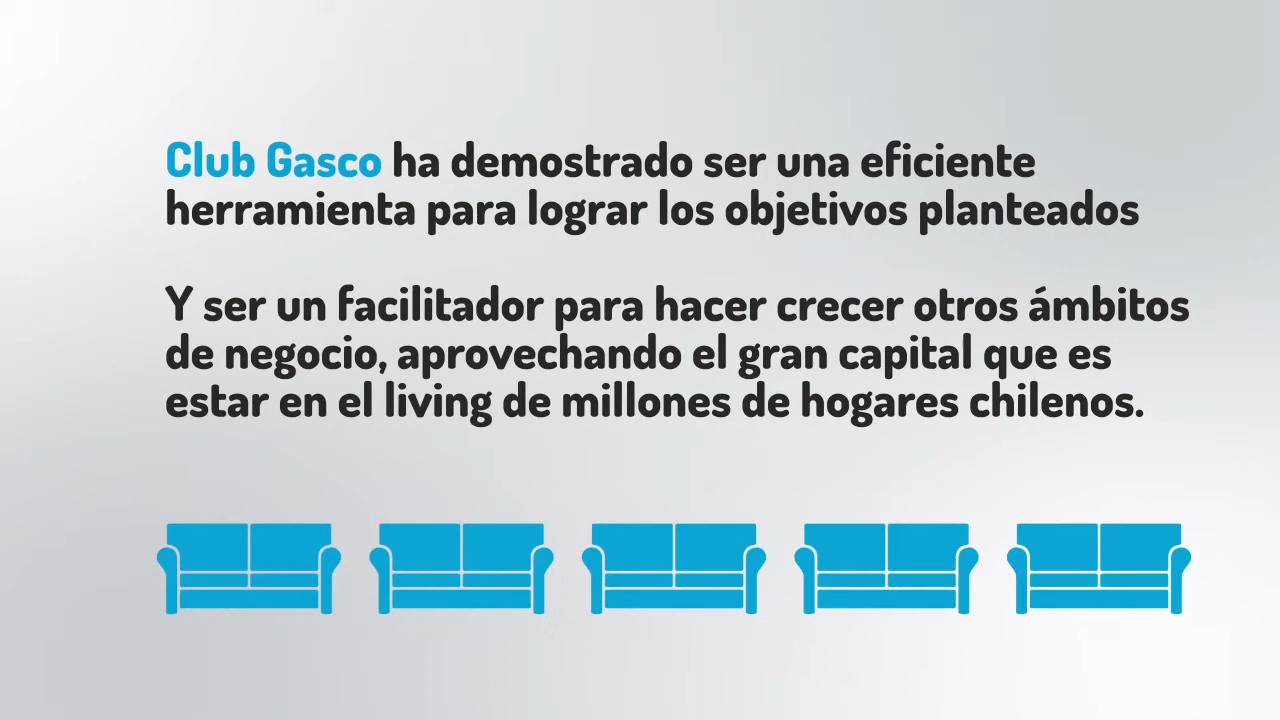 Club Gasco ha demostrado ser una eficiente
herramienta para lograr los objetivos planteados
Y ser un facilitador para hacer crecer otros ámbitos
de negocio, aprovechando el gran capital que es
estar en el living de millones de hogares chilenos.